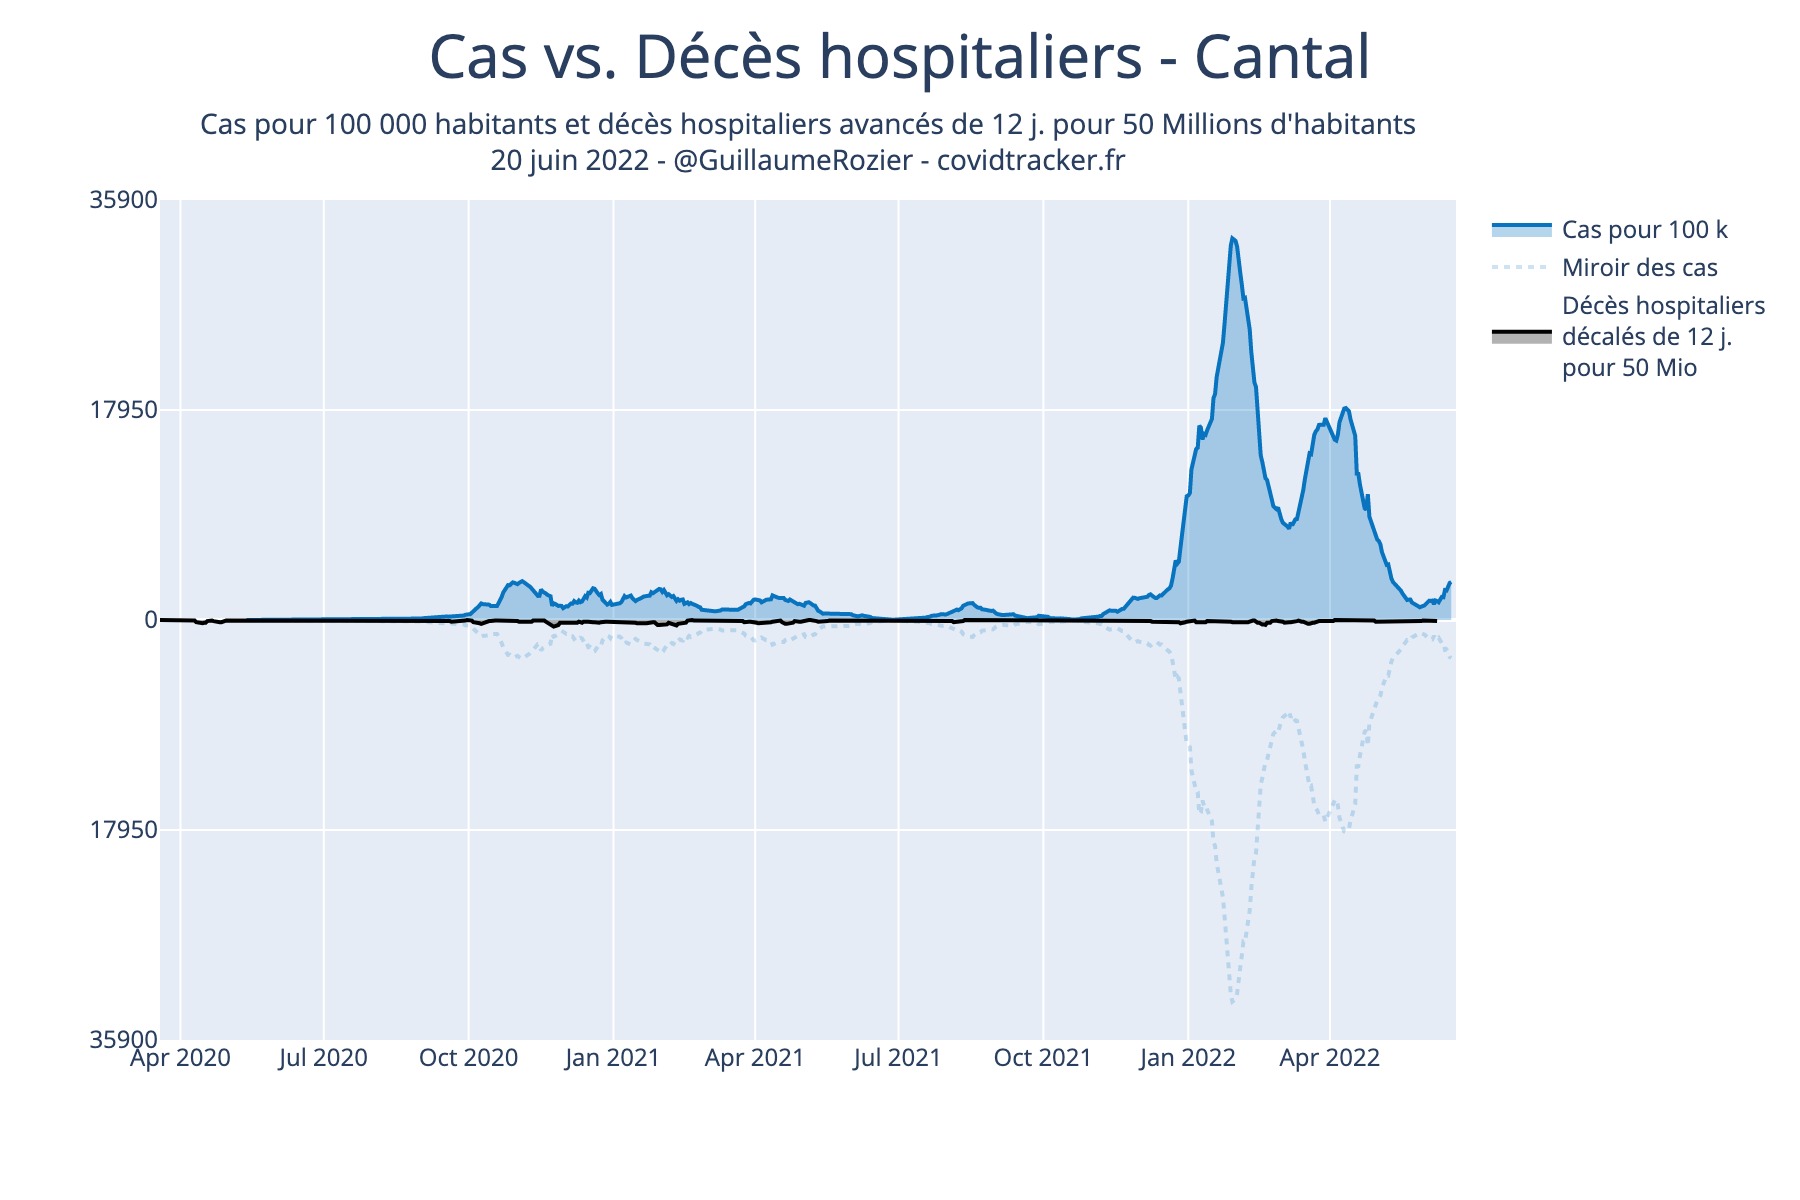 Cas vs. Décès hospitaliers - Cantal
Cas pour 100 000 habitants et décès hospitaliers avancés de 12 j. pour 50 Millions d'habitants
20 juin 2022 - @GuillaumeRozier - covidtracker.fr
35900
17950
0
17950
35900
Apr 2020
Jul 2020
Oct 2020
Jan 2021
Apr 2021
Jul 2021
Oct 2021
Jan 2022
Apr 2022
Cas pour 100 k
Miroir des cas
Décès hospitaliers
décalés de 12 j.
pour 50 Mio